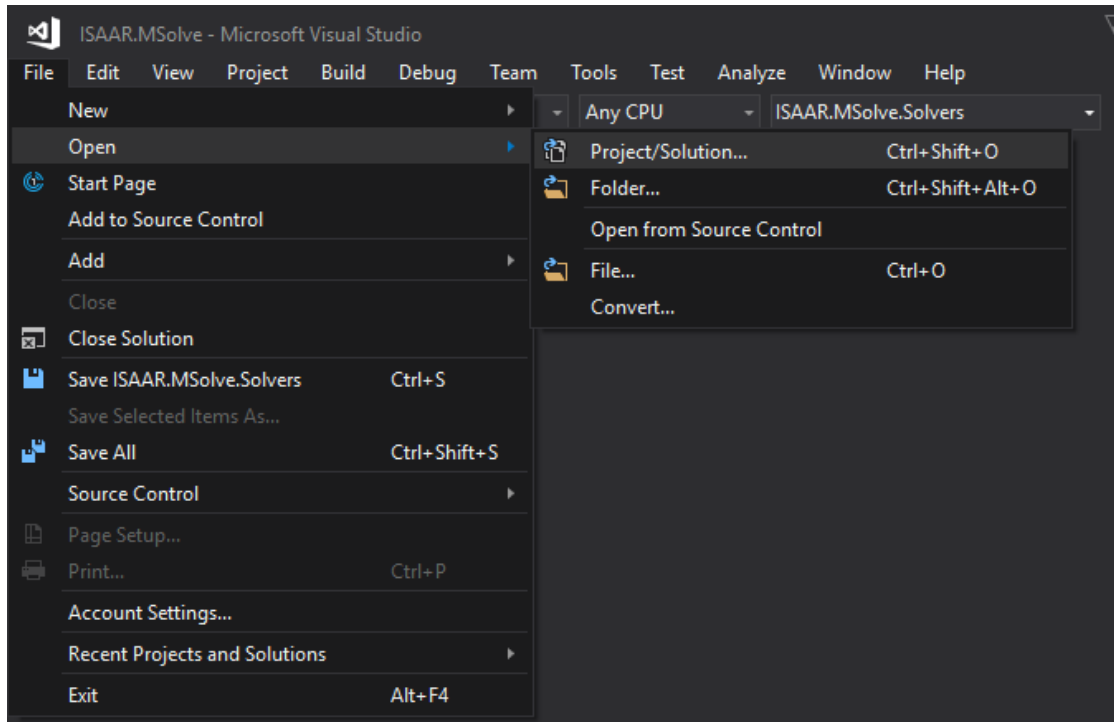 ISAAR.MSolve - Microsoft Visual Studio
File Edit View Project Build Debug Team Tools Test Analyze Window Help
Any CPU ISAAR.MSolve.Solvers
New
Open
Start Page
Add to Source Control
Add
Close
Close Solution
Save ISAAR.MSolve.Solvers Ctrl+S
Save Selected Items As...
Save All Ctrl+Shift+S
Source Control
Page Setup...
Print... Ctrl+P
Account Settings...
Recent Projects and Solutions
Exit Alt+F4
Project/Solution... Ctrl+Shift+O
Folder... Ctrl+Shift+Alt+O
Open from Source Control
File... Ctrl+O
Convert...